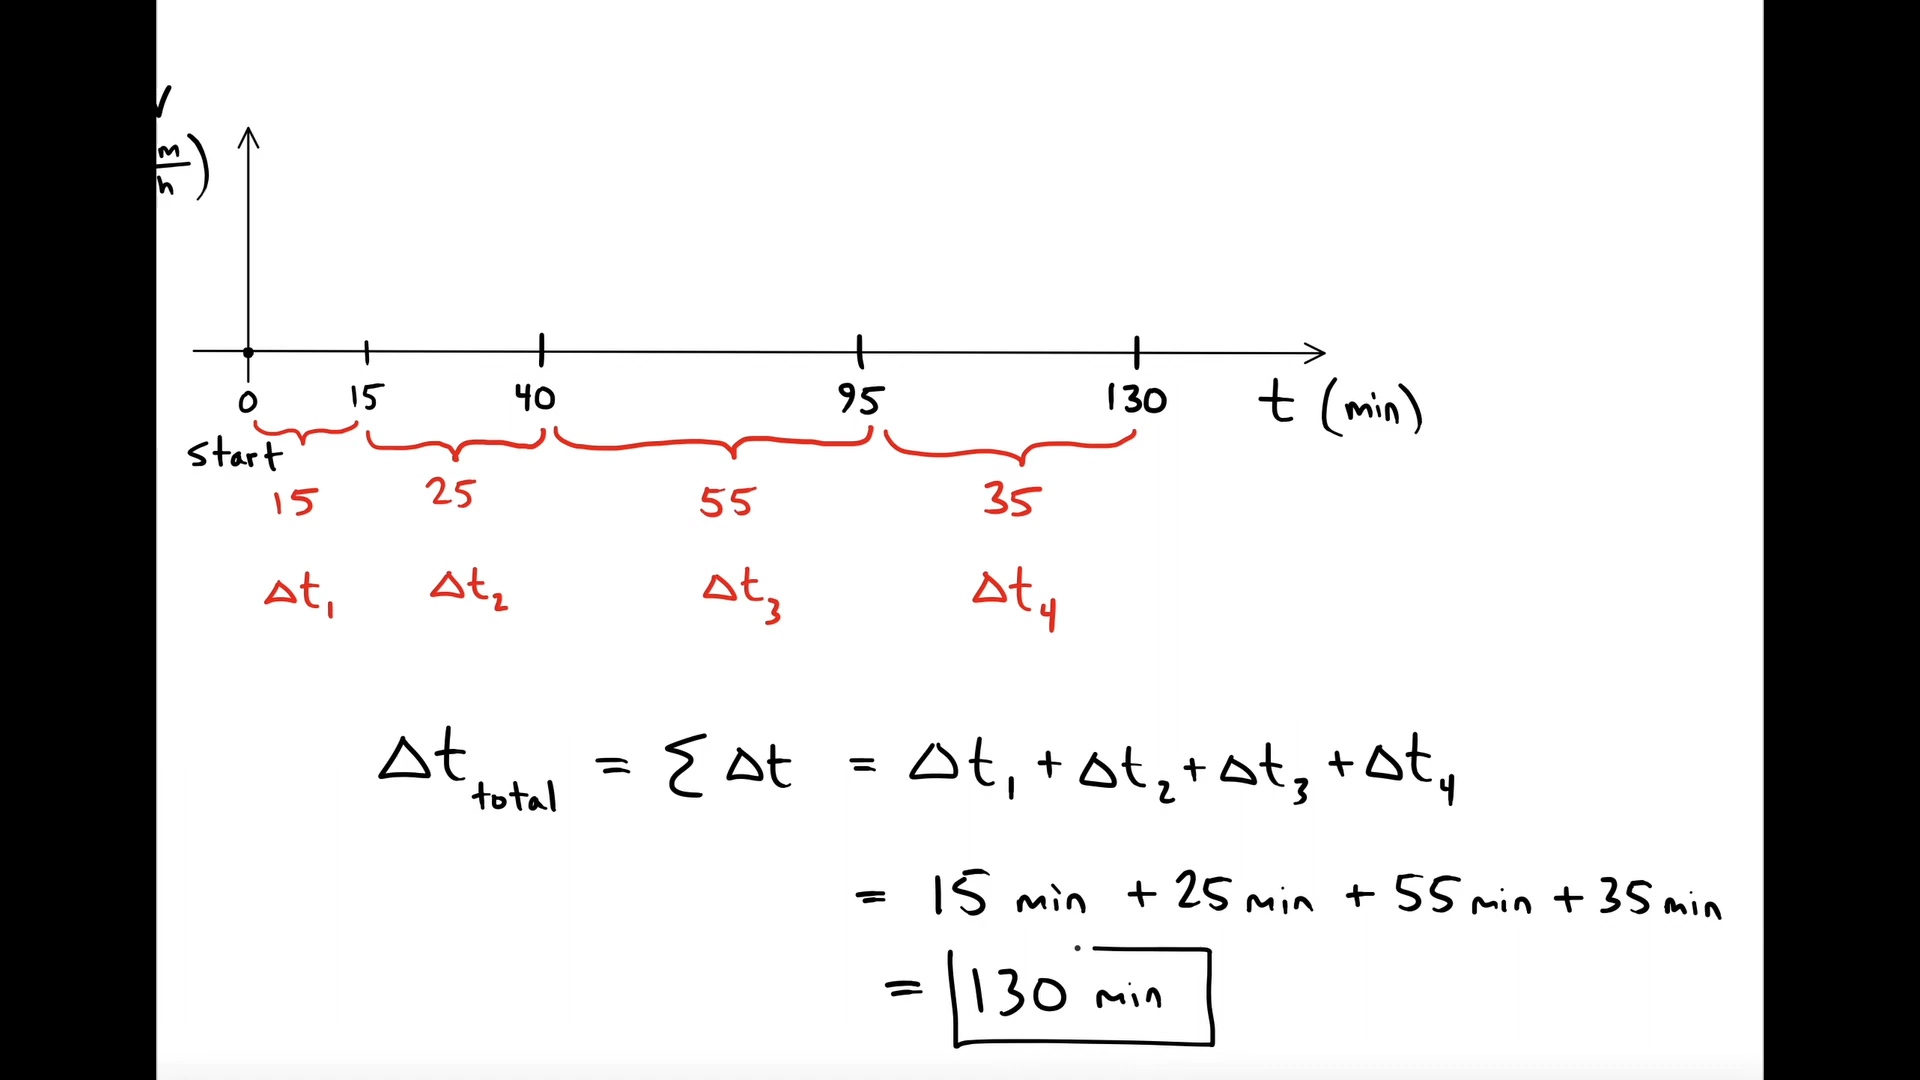 v
m/h)
0 15 40 95 130 t (min)
start
15 25 55 35
Δt₁ Δt₂ Δt₃ Δt₄
Δt_total = Σ Δt = Δt₁ + Δt₂ + Δt₃ + Δt₄
= 15 min + 25 min + 55 min + 35 min
= 130 min